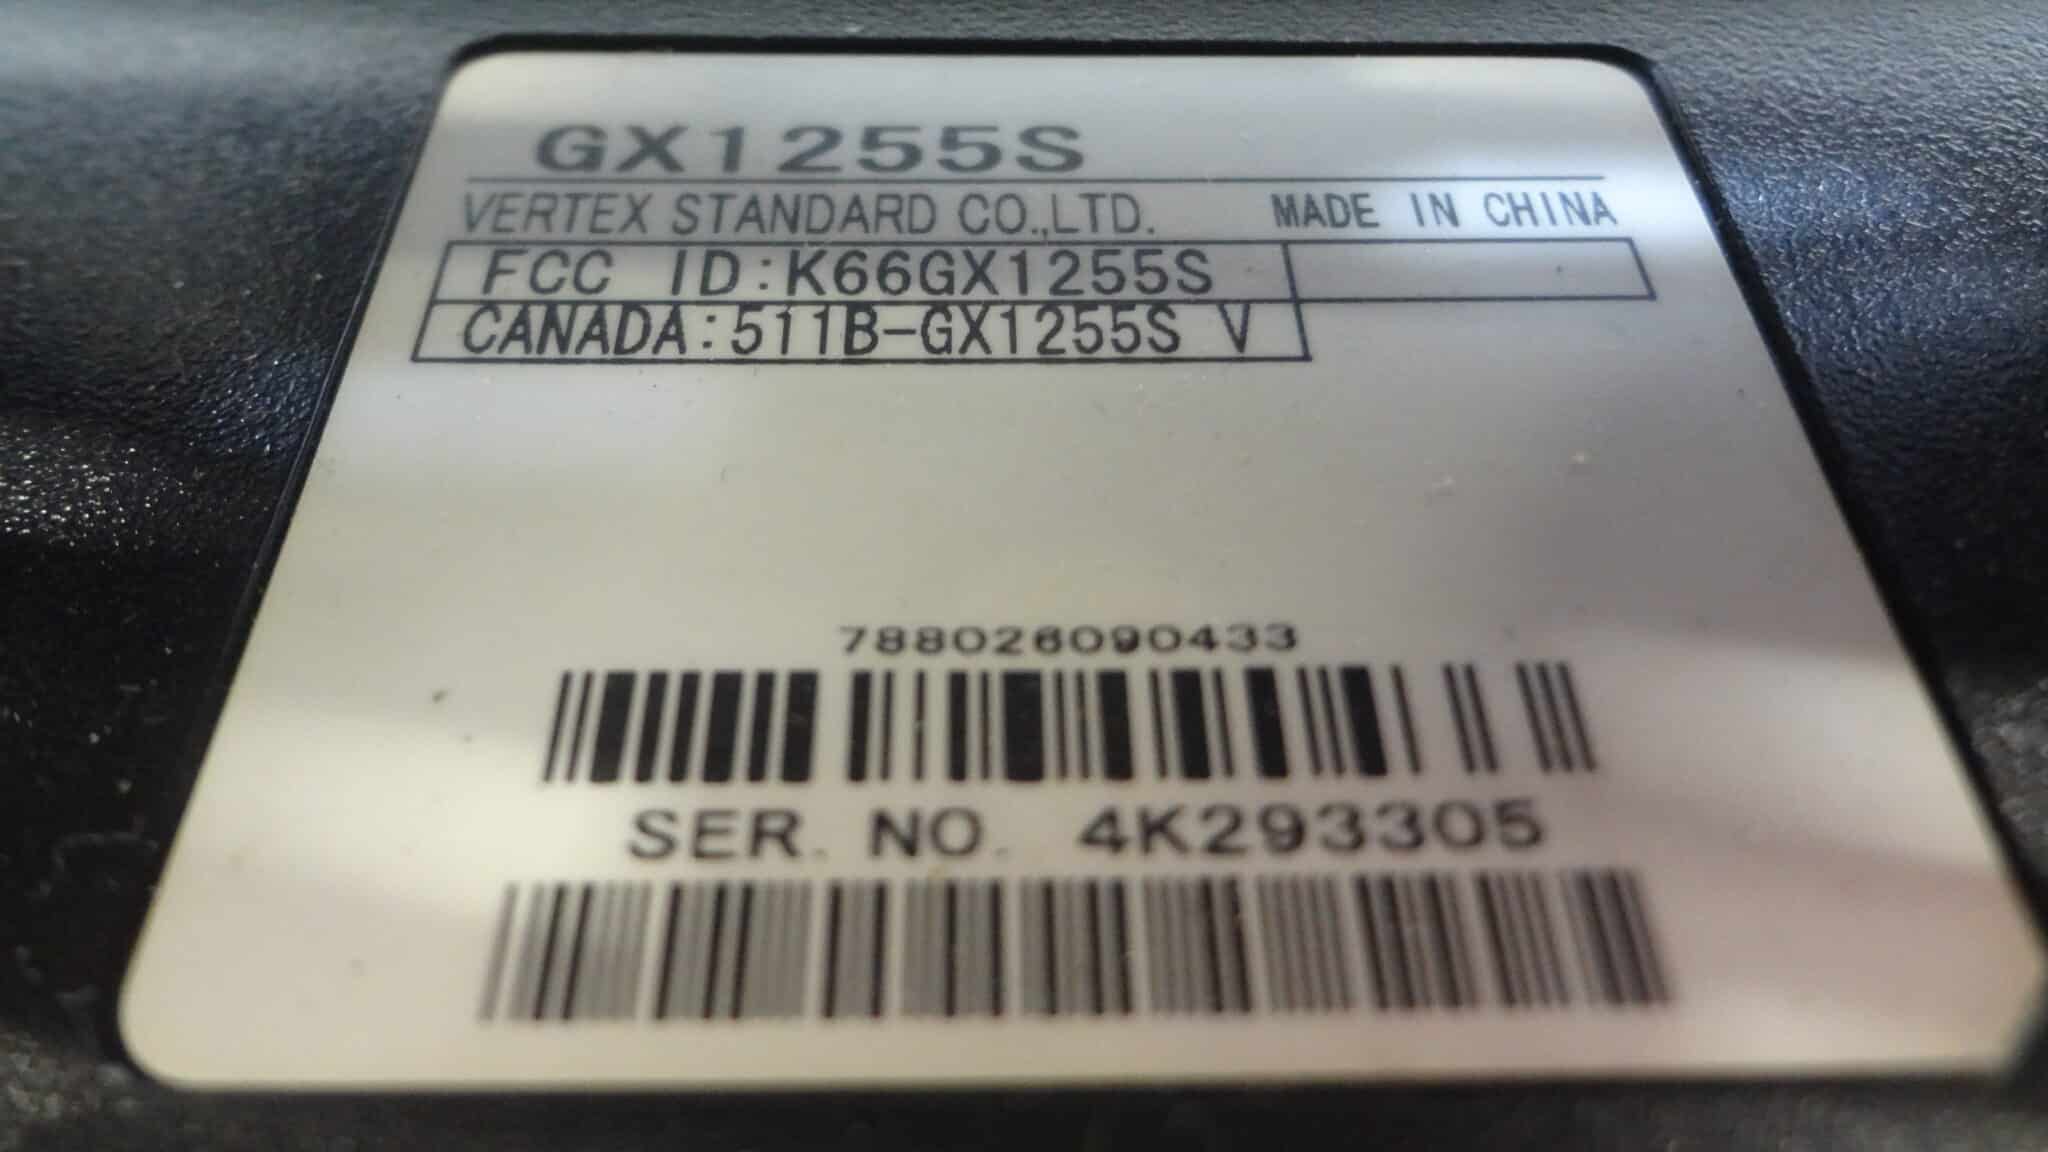 GX1255S
VERTEX STANDARD CO.,LTD. MADE IN CHINA
FCC ID:K66GX1255S
CANADA:511B-GX1255S V
788026090433
SER. NO. 4K293305